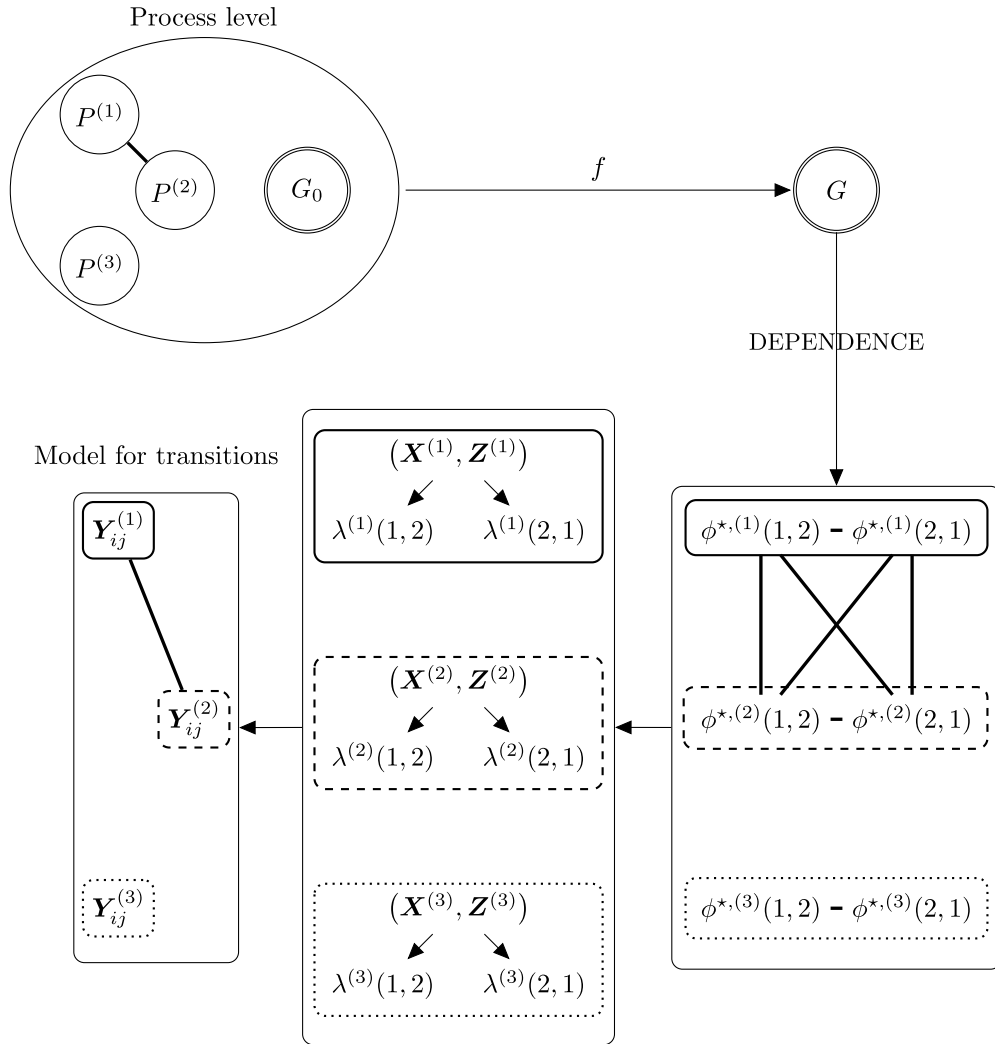 Process level
P^{(1)}
P^{(2)}
G_0
P^{(3)}
f
G
DEPENDENCE
Model for transitions
Y_{ij}^{(1)}
Y_{ij}^{(2)}
Y_{ij}^{(3)}
(X^{(1)}, Z^{(1)})
λ^{(1)}(1, 2) λ^{(1)}(2, 1)
(X^{(2)}, Z^{(2)})
λ^{(2)}(1, 2) λ^{(2)}(2, 1)
(X^{(3)}, Z^{(3)})
λ^{(3)}(1, 2) λ^{(3)}(2, 1)
ϕ^{⋆,(1)}(1, 2) - ϕ^{⋆,(1)}(2, 1)
ϕ^{⋆,(2)}(1, 2) - ϕ^{⋆,(2)}(2, 1)
ϕ^{⋆,(3)}(1, 2) - ϕ^{⋆,(3)}(2, 1)